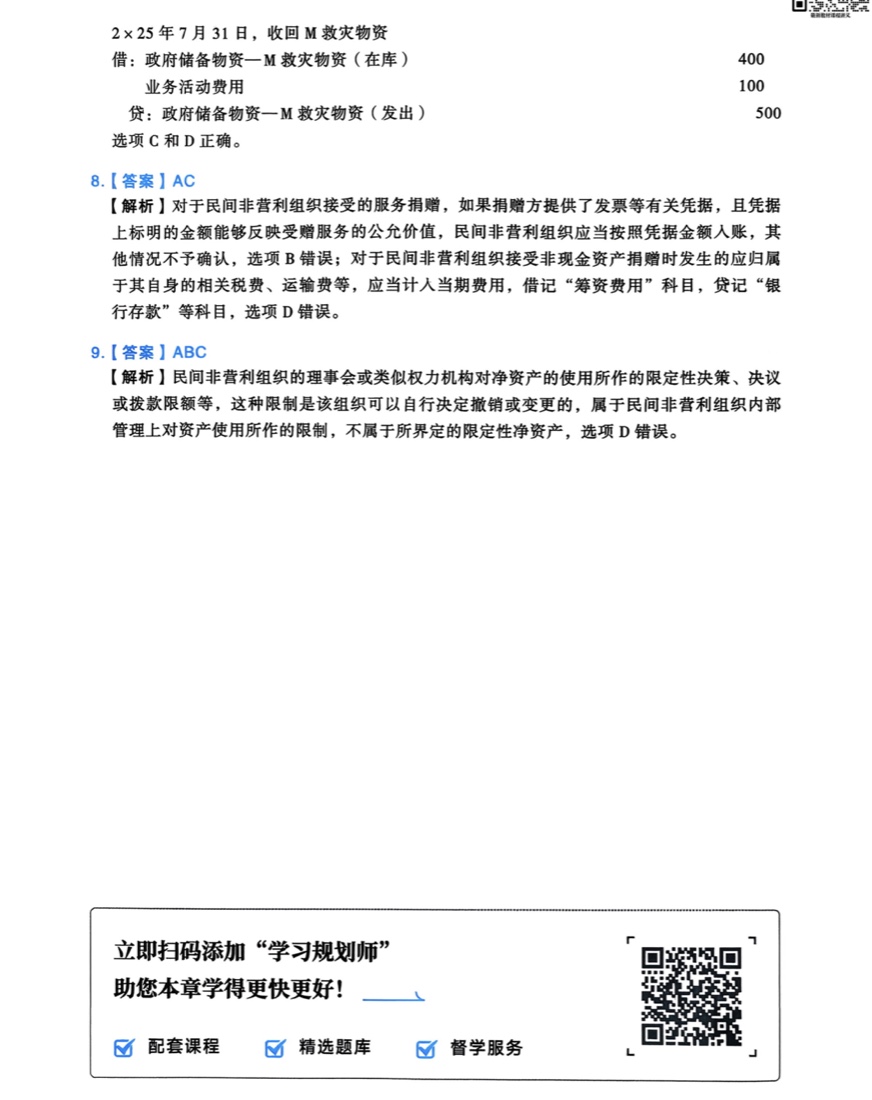 2×25 年 7 月 31 日，收回 M 救灾物资
借：政府储备物资—M 救灾物资（在库） 400
业务活动费用 100
贷：政府储备物资—M 救灾物资（发出） 500
选项 C 和 D 正确。
8.【答案】AC
【解析】对于民间非营利组织接受的服务捐赠，如果捐赠方提供了发票等有关凭据，且凭据
上标明的金额能够反映受赠服务的公允价值，民间非营利组织应当按照凭据金额入账，其
他情况不予确认，选项 B 错误；对于民间非营利组织接受非现金资产捐赠时发生的应归属
于其自身的相关税费、运输费等，应当计入当期费用，借记“筹资费用”科目，贷记“银
行存款”等科目，选项 D 错误。
9.【答案】ABC
【解析】民间非营利组织的理事会或类似权力机构对净资产的使用所作的限定性决策、决议
或拨款限额等，这种限制是该组织可以自行决定撤销或变更的，属于民间非营利组织内部
管理上对资产使用所作的限制，不属于所界定的限定性净资产，选项 D 错误。
立即扫码添加“学习规划师”
助您本章学得更快更好！
配套课程 精选题库 督学服务